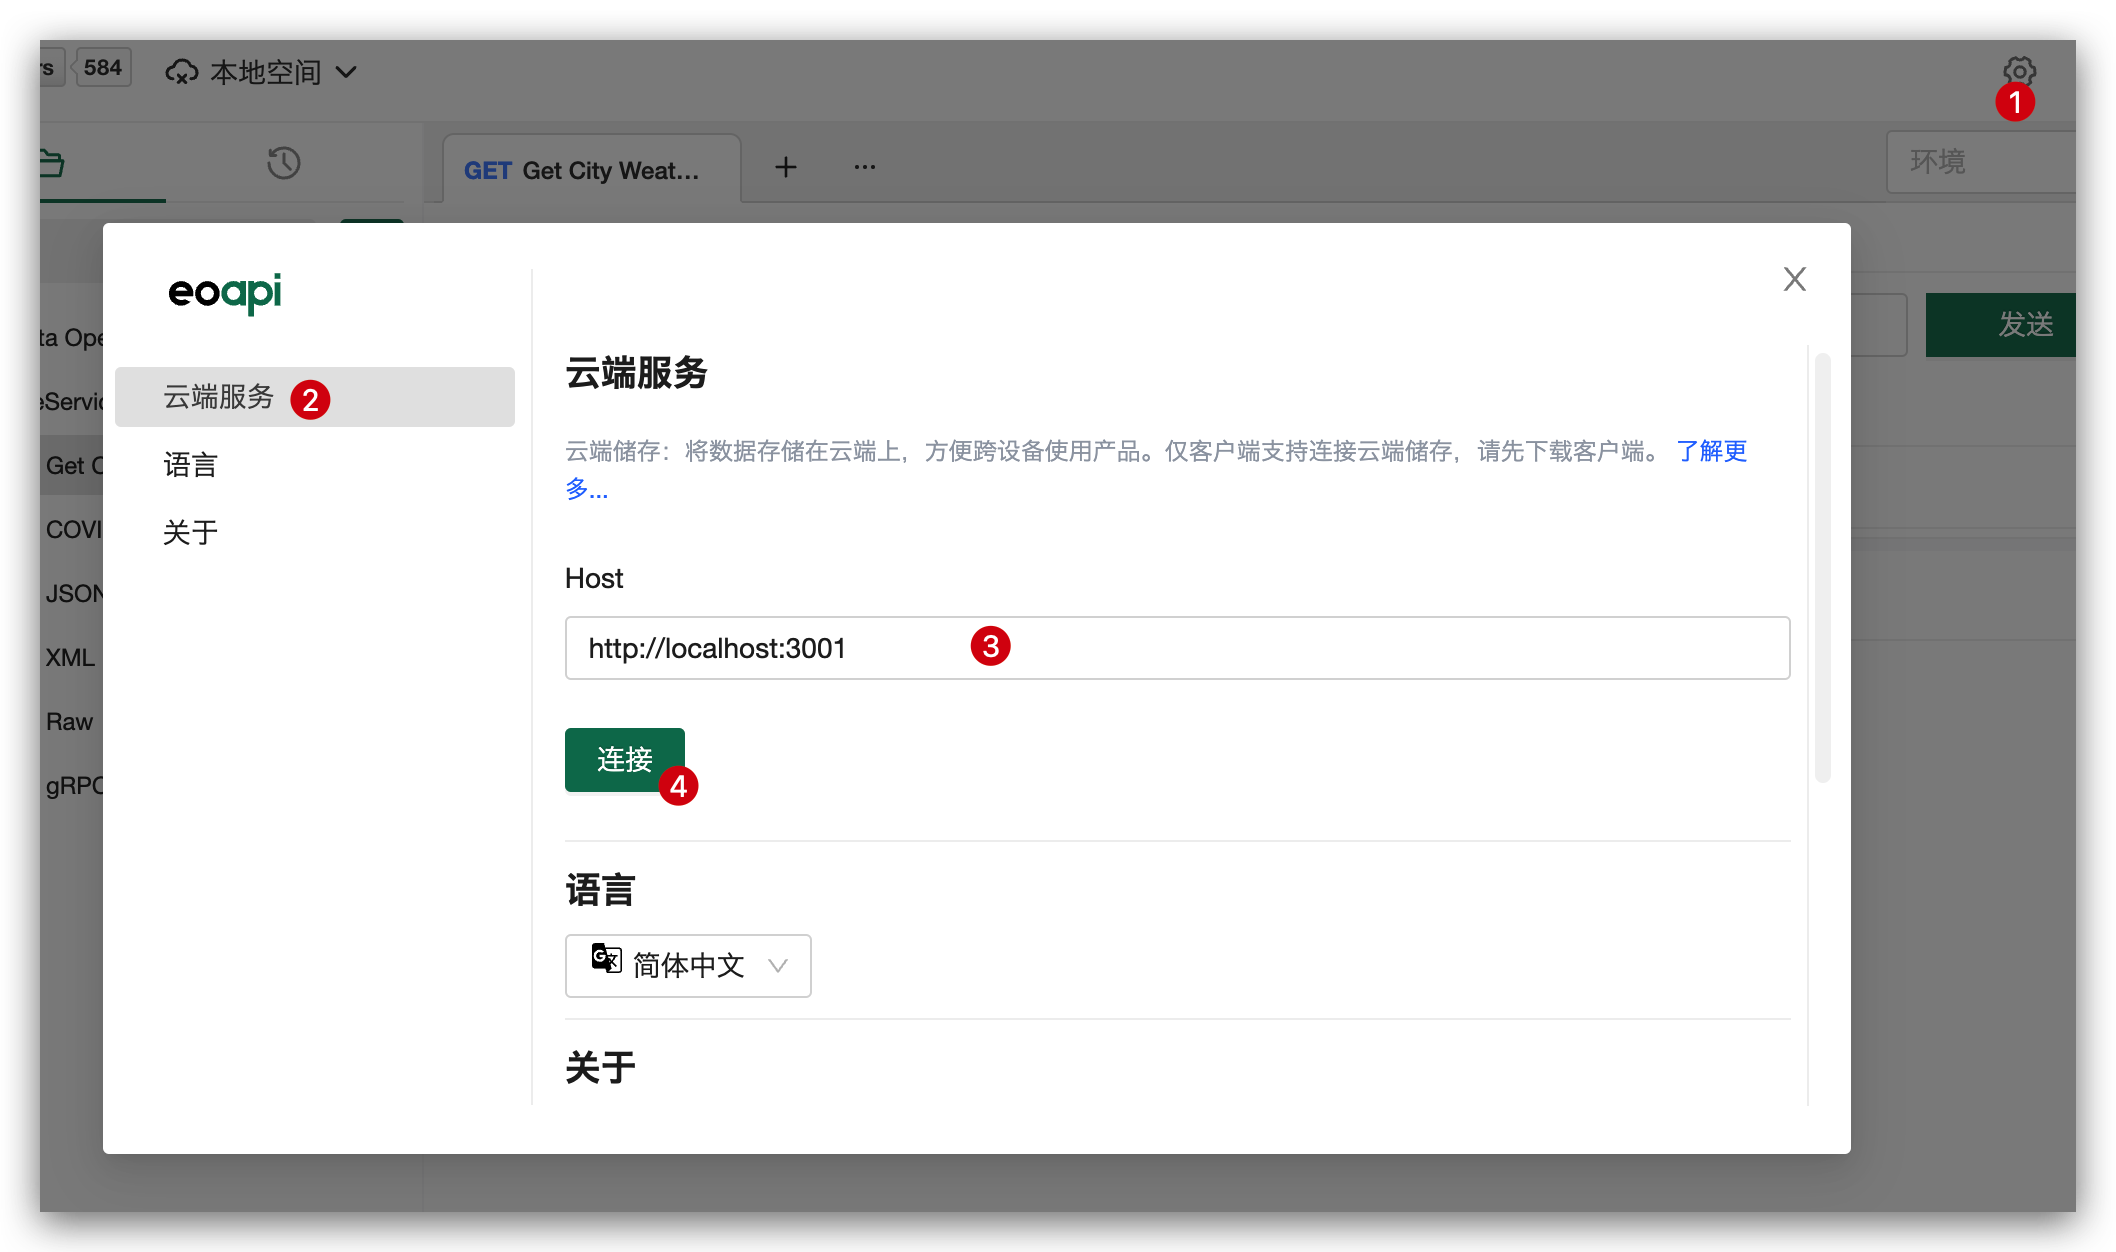 584
本地空间
1
GET Get City Weat...
环境
发送
eoapi
云端服务 2
语言
关于
云端服务
云端储存：将数据存储在云端上，方便跨设备使用产品。仅客户端支持连接云端储存，请先下载客户端。 了解更
多...
Host
http://localhost:3001 3
连接
4
语言
简体中文
关于
ta Ope
Get C
COVI
JSON
XML
Raw
gRPC